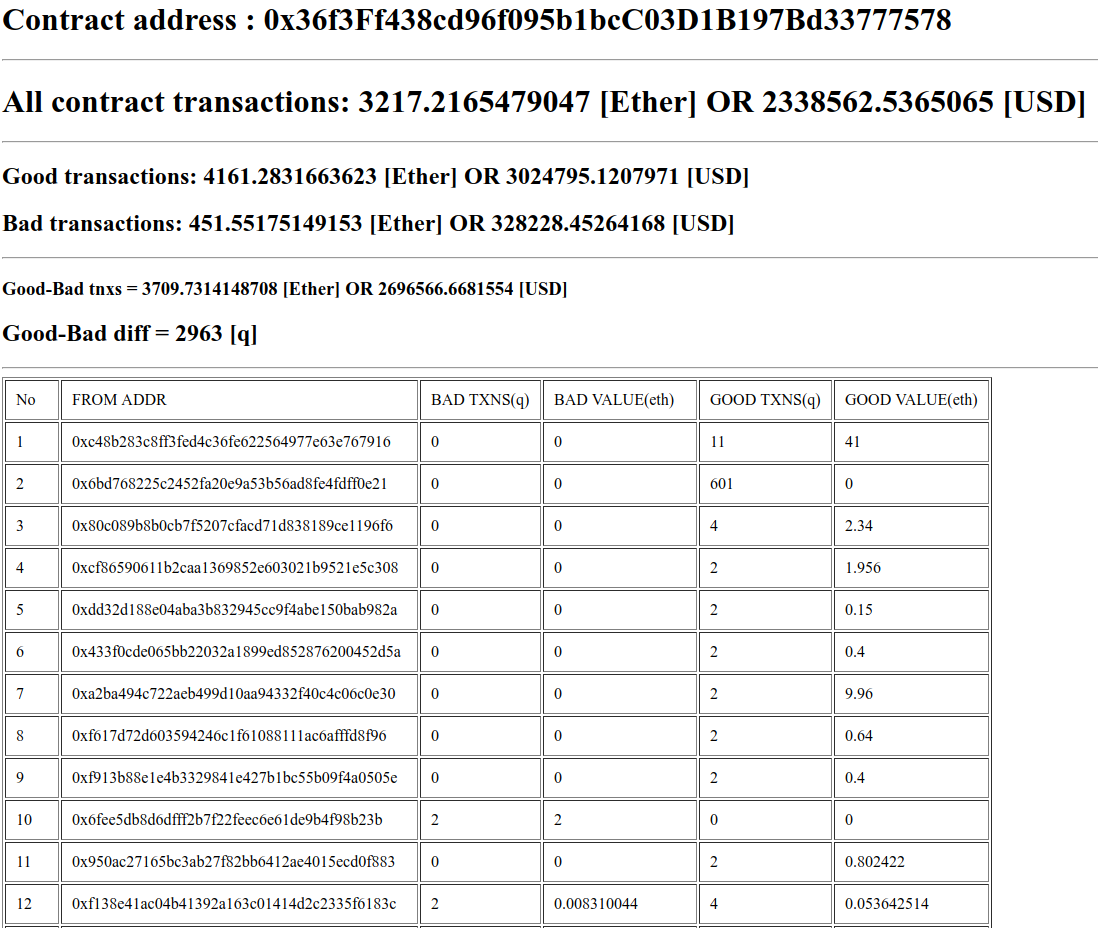 Contract address : 0x36f3Ff438cd96f095b1bcC03D1B197Bd33777578
All contract transactions: 3217.2165479047 [Ether] OR 2338562.5365065 [USD]
Good transactions: 4161.2831663623 [Ether] OR 3024795.1207971 [USD]
Bad transactions: 451.55175149153 [Ether] OR 328228.45264168 [USD]
Good-Bad tnxs = 3709.7314148708 [Ether] OR 2696566.6681554 [USD]
Good-Bad diff = 2963 [q]
No FROM ADDR BAD TXNS(q) BAD VALUE(eth) GOOD TXNS(q) GOOD VALUE(eth)
1 0xc48b283c8ff3fed4c36fe622564977e63e767916 0 0 11 41
2 0x6bd768225c2452fa20e9a53b56ad8fe4fdff0e21 0 0 601 0
3 0x80c089b8b0cb7f5207cfacd71d838189ce1196f6 0 0 4 2.34
4 0xcf86590611b2caa1369852e603021b9521e5c308 0 0 2 1.956
5 0xdd32d188e04aba3b832945cc9f4abe150bab982a 0 0 2 0.15
6 0x433f0cde065bb22032a1899ed852876200452d5a 0 0 2 0.4
7 0xa2ba494c722aeb499d10aa94332f40c4c06c0e30 0 0 2 9.96
8 0xf617d72d603594246c1f61088111ac6afffd8f96 0 0 2 0.64
9 0xf913b88e1e4b3329841e427b1bc55b09f4a0505e 0 0 2 0.4
10 0x6fee5db8d6dfff2b7f22feec6e61de9b4f98b23b 2 2 0 0
11 0x950ac27165bc3ab27f82bb6412ae4015ecd0f883 0 0 2 0.802422
12 0xf138e41ac04b41392a163c01414d2c2335f6183c 2 0.008310044 4 0.053642514